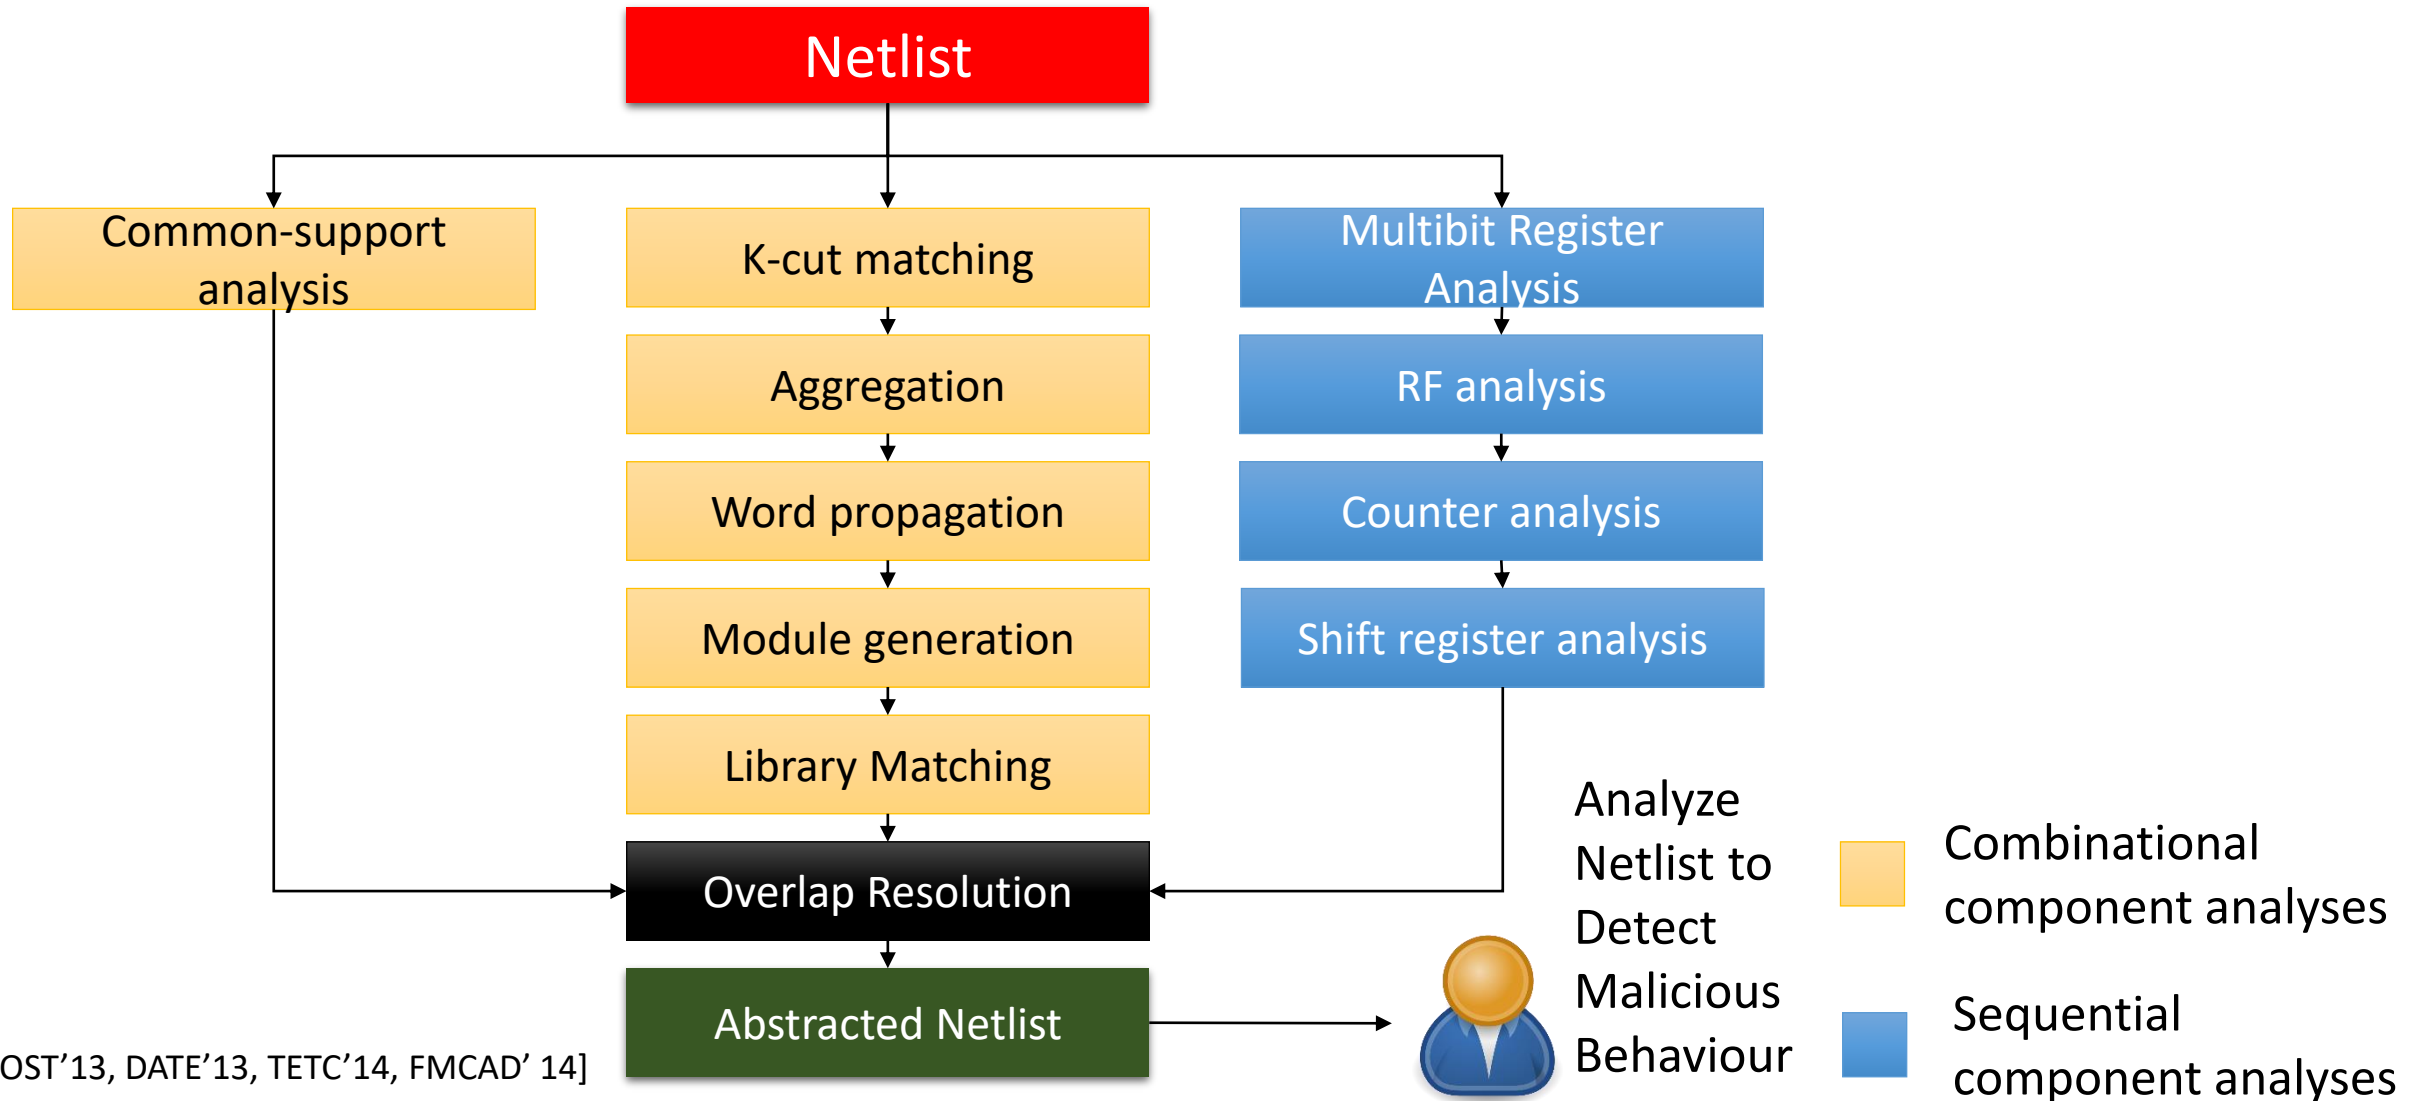 Netlist
Common-support
analysis
K-cut matching
Aggregation
Word propagation
Module generation
Library Matching
Multibit Register
Analysis
RF analysis
Counter analysis
Shift register analysis
Overlap Resolution
Abstracted Netlist
Analyze
Netlist to
Detect
Malicious
Behaviour
Combinational
component analyses
Sequential
component analyses
OST’13, DATE’13, TETC’14, FMCAD’ 14]